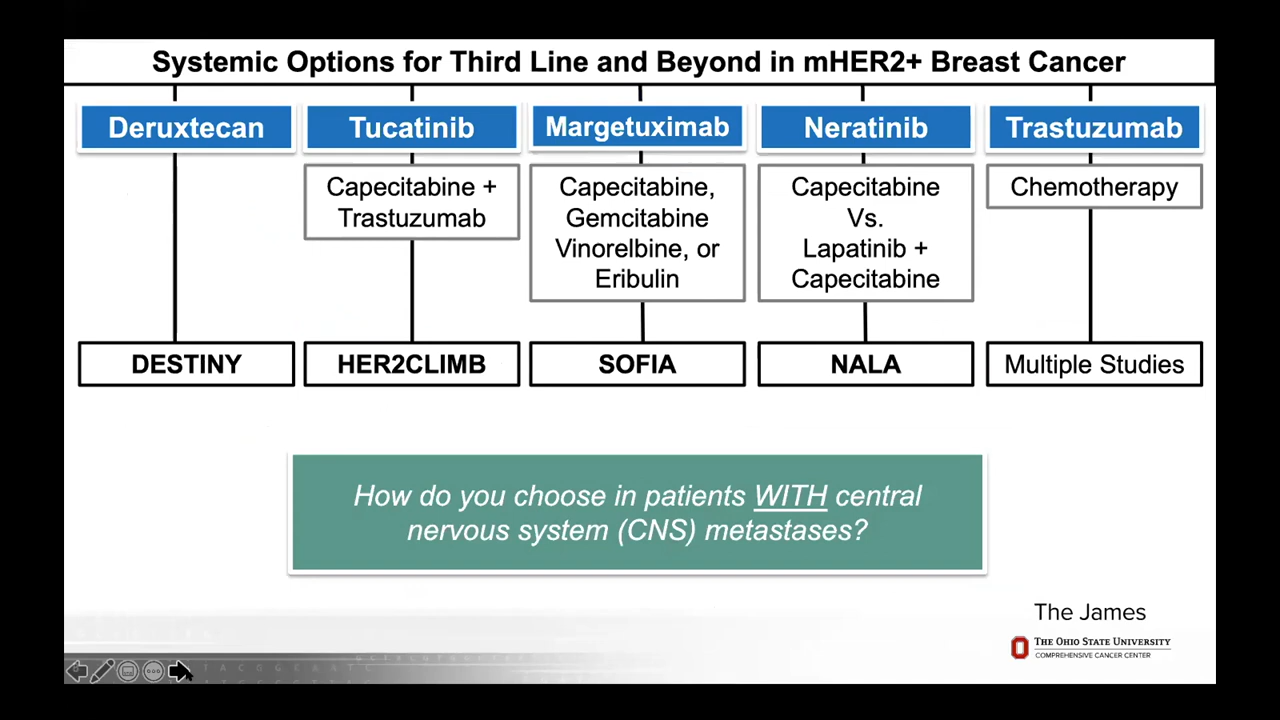 Systemic Options for Third Line and Beyond in mHER2+ Breast Cancer
Deruxtecan
Tucatinib
Margetuximab
Neratinib
Trastuzumab
Capecitabine +
Trastuzumab
Capecitabine,
Gemcitabine
Vinorelbine, or
Eribulin
Capecitabine
Vs.
Lapatinib +
Capecitabine
Chemotherapy
DESTINY
HER2CLIMB
SOFIA
NALA
Multiple Studies
How do you choose in patients WITH central
nervous system (CNS) metastases?
The James
THE OHIO STATE UNIVERSITY
COMPREHENSIVE CANCER CENTER